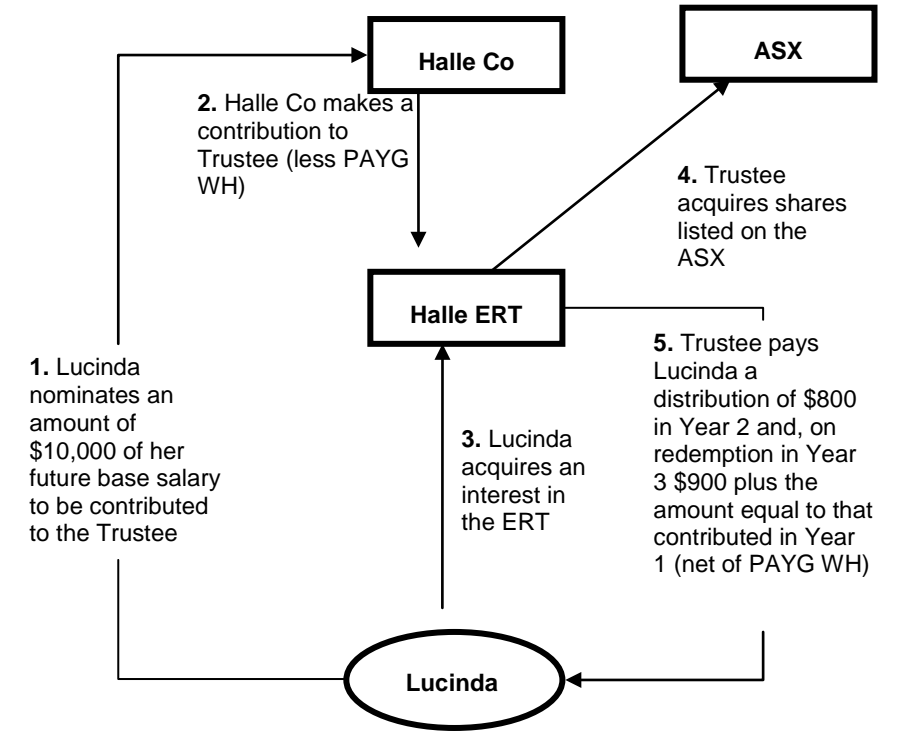 Halle Co
ASX
2. Halle Co makes a
contribution to
Trustee (less PAYG
WH)
4. Trustee
acquires shares
listed on the
ASX
Halle ERT
1. Lucinda
nominates an
amount of
$10,000 of her
future base salary
to be contributed
to the Trustee
3. Lucinda
acquires an
interest in
the ERT
5. Trustee pays
Lucinda a
distribution of $800
in Year 2 and, on
redemption in Year
3 $900 plus the
amount equal to that
contributed in Year
1 (net of PAYG WH)
Lucinda